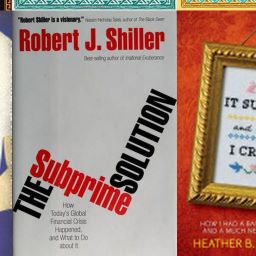 "Robert Shiller is a visionary." Nassim Nicholas Taleb, author of The Black Swan
Robert J. Shiller
Best-selling author of Irrational Exuberance
THE Subprime SOLUTION
How
Today's Global
Financial Crisis
Happened,
and What to Do
about It
IT SU
and
I C
HOW I HAD A BA
AND A MUCH NE
HEATHER B.